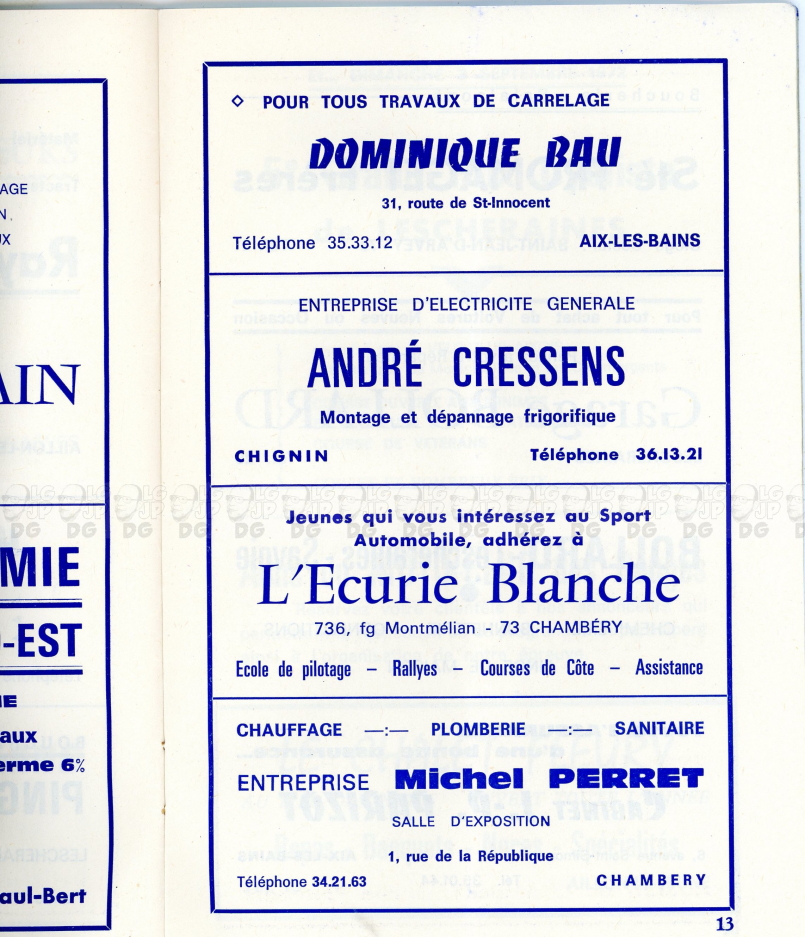 AGE
N
UX
AIN
MIE
-EST
IE
aux
erme 6%
aul-Bert
◇ POUR TOUS TRAVAUX DE CARRELAGE
DOMINIQUE BAU
31, route de St-Innocent
Téléphone 35.33.12 AIX-LES-BAINS
ENTREPRISE D'ELECTRICITE GENERALE
ANDRÉ CRESSENS
Montage et dépannage frigorifique
CHIGNIN Téléphone 36.13.21
Jeunes qui vous intéressez au Sport
Automobile, adhérez à
L'Ecurie Blanche
736, fg Montmélian - 73 CHAMBÉRY
Ecole de pilotage – Rallyes – Courses de Côte – Assistance
CHAUFFAGE —:— PLOMBERIE —:— SANITAIRE
ENTREPRISE Michel PERRET
SALLE D'EXPOSITION
1, rue de la République
Téléphone 34.21.63 CHAMBERY
13